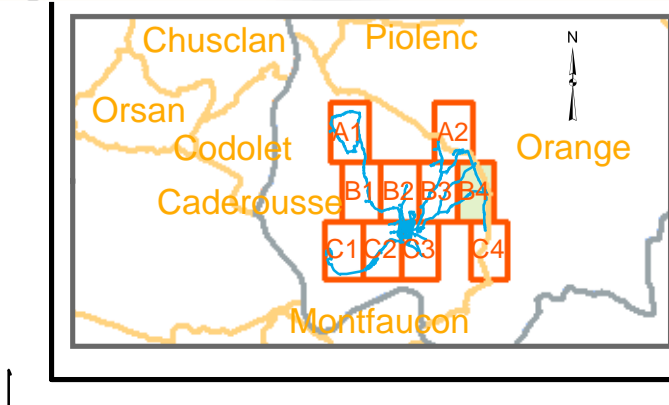 Chusclan Piolenc
N
Orsan
A1 A2
Codolet Orange
B1 B2 B3 B4
Caderousse
C1 C2 C3 C4
Montfaucon